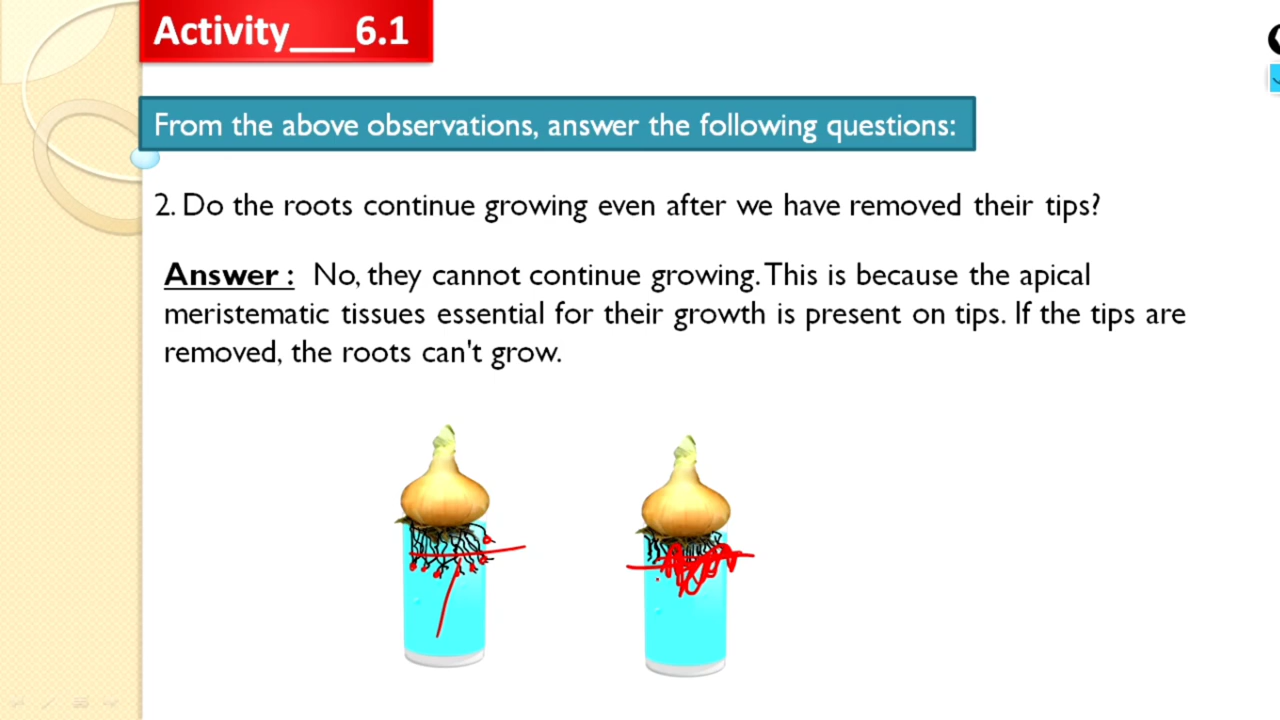 Activity___6.1
From the above observations, answer the following questions:
2. Do the roots continue growing even after we have removed their tips?
Answer : No, they cannot continue growing. This is because the apical
meristematic tissues essential for their growth is present on tips. If the tips are
removed, the roots can't grow.